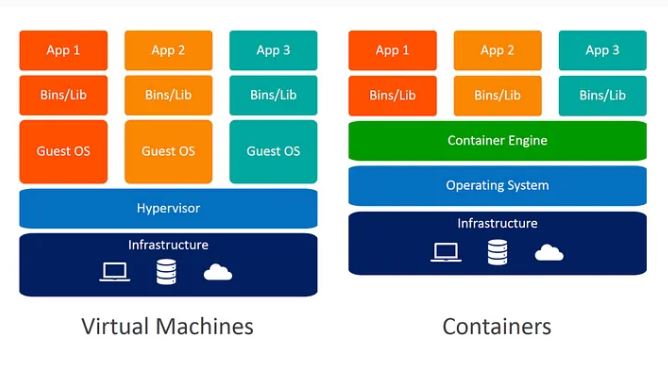 App 1 App 2 App 3
Bins/Lib Bins/Lib Bins/Lib
Guest OS Guest OS Guest OS
Hypervisor
Infrastructure
Virtual Machines
App 1 App 2 App 3
Bins/Lib Bins/Lib Bins/Lib
Container Engine
Operating System
Infrastructure
Containers